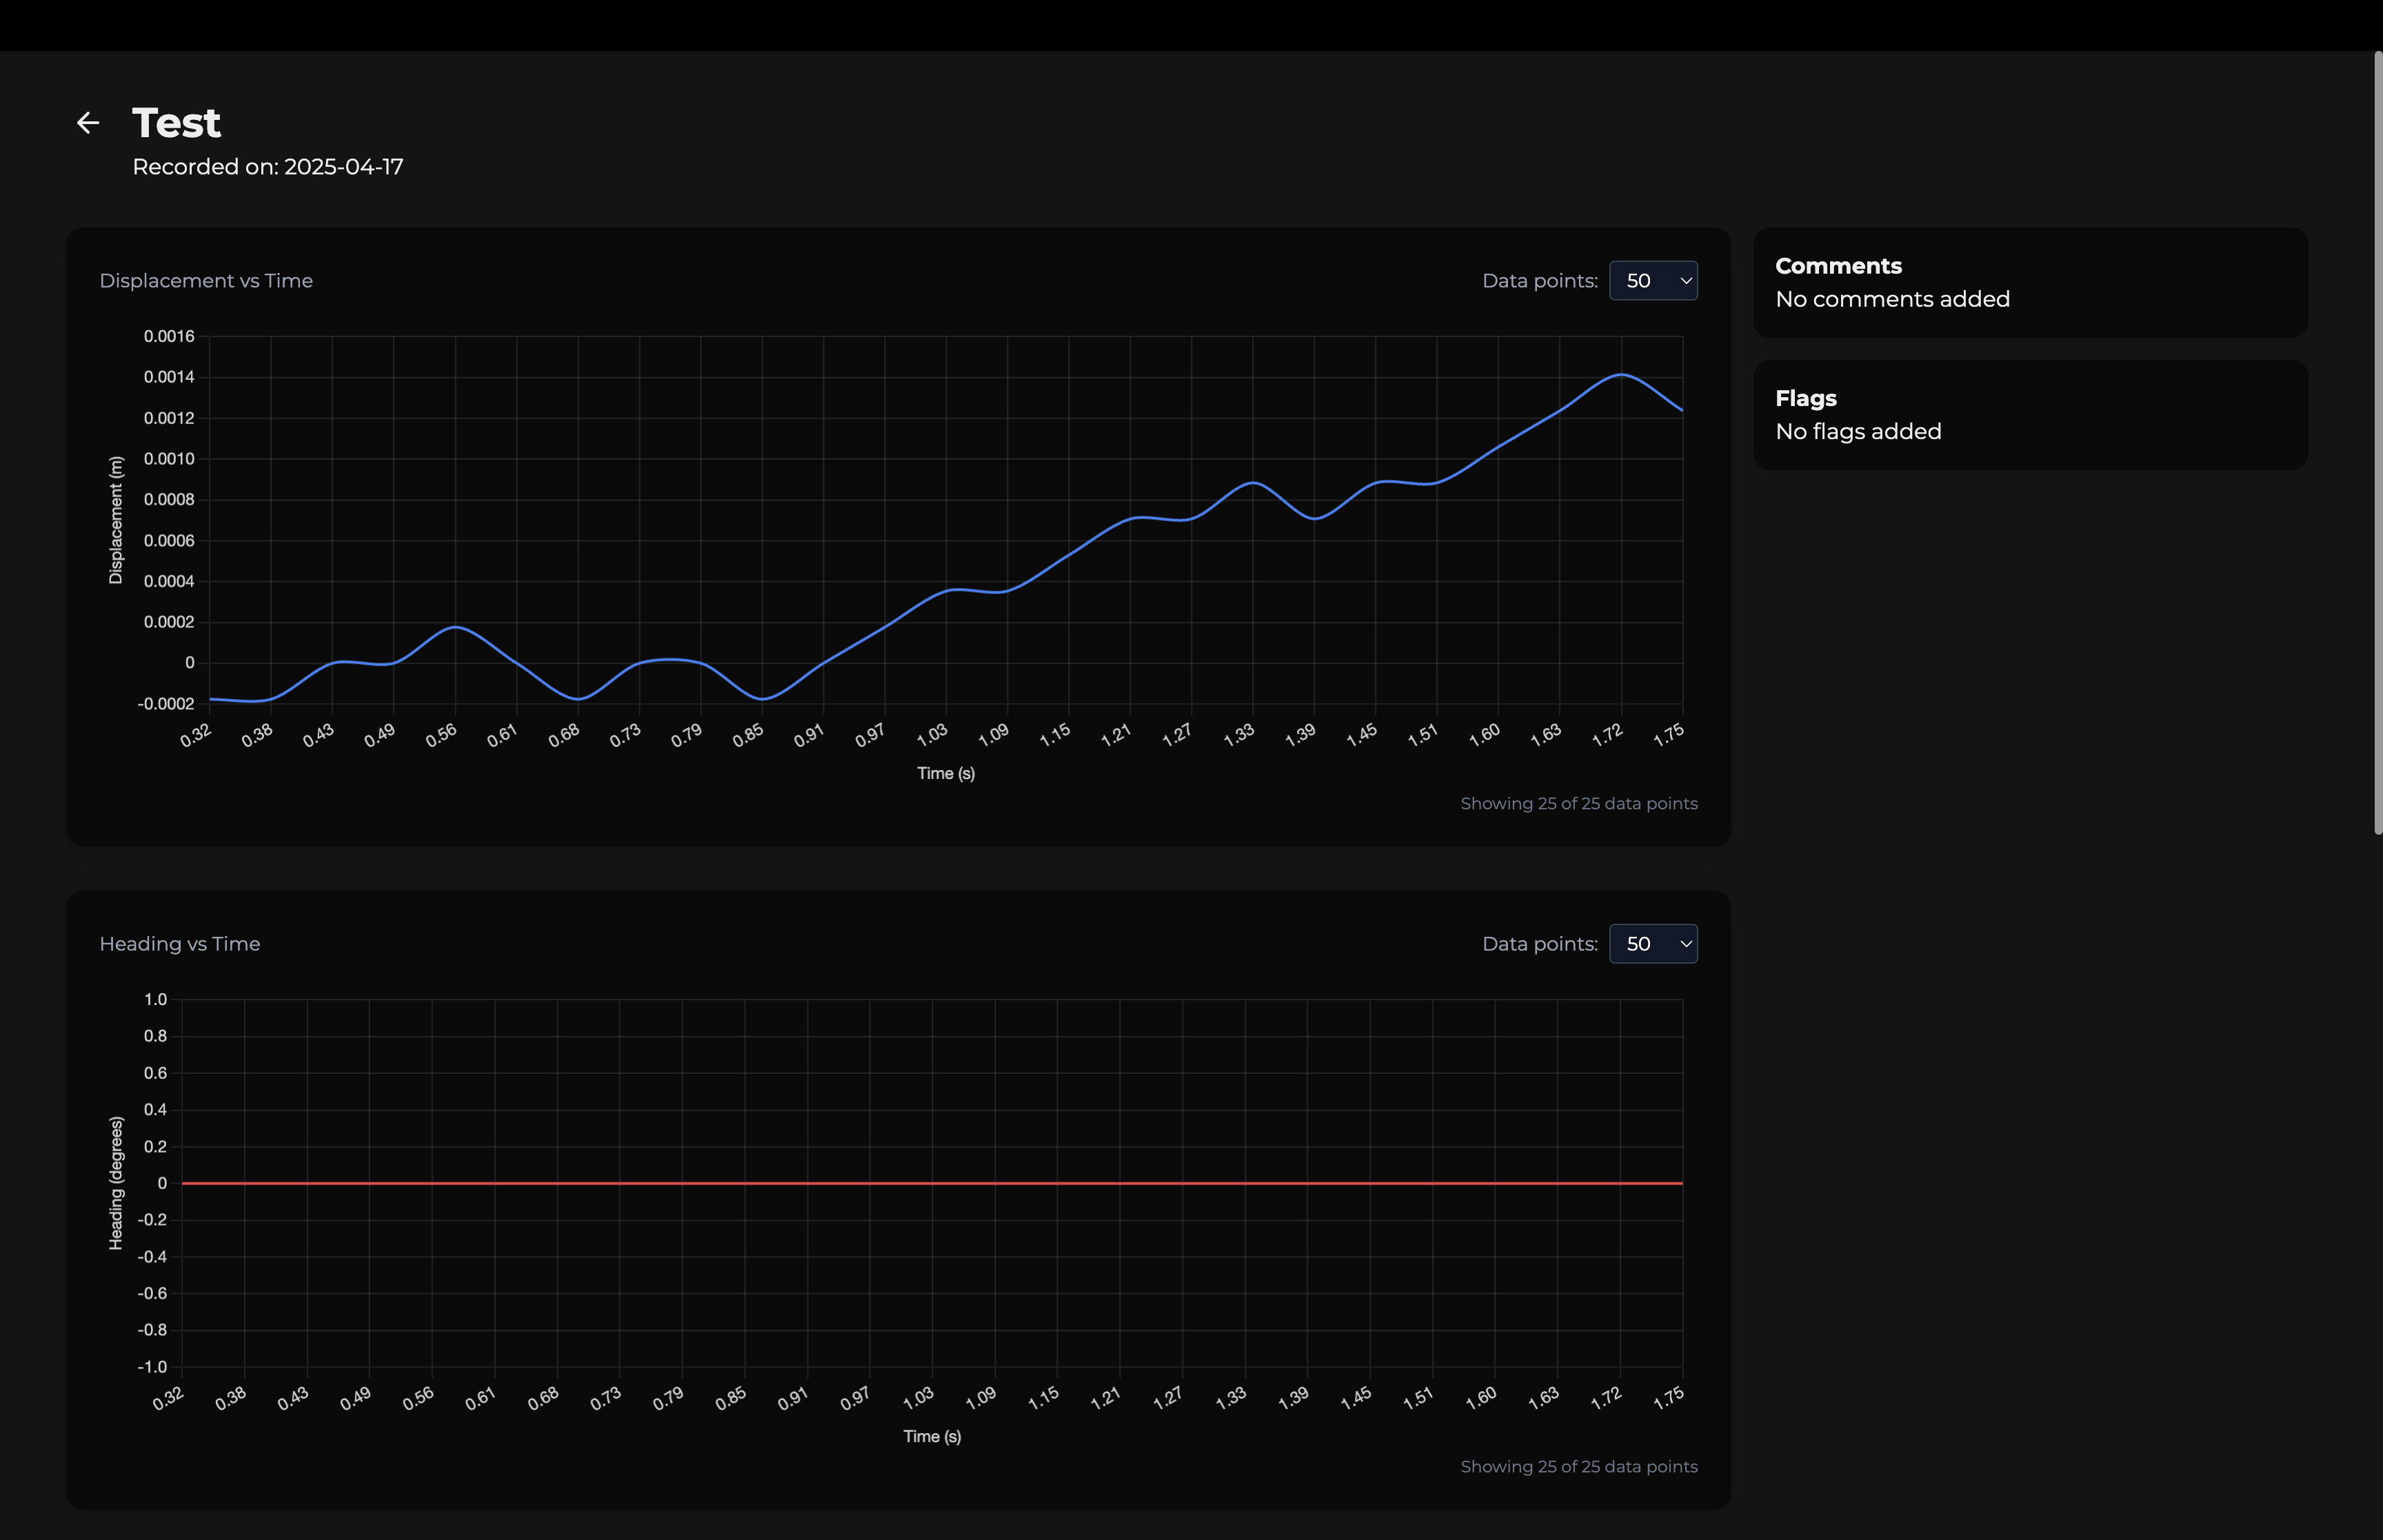 Test
Recorded on: 2025-04-17
Displacement vs Time
Data points: 50
0.0016
0.0014
0.0012
0.0010
0.0008
0.0006
0.0004
0.0002
0
-0.0002
Displacement (m)
0.32 0.38 0.43 0.49 0.56 0.61 0.68 0.73 0.79 0.85 0.91 0.97 1.03 1.09 1.15 1.21 1.27 1.33 1.39 1.45 1.51 1.60 1.63 1.72 1.75
Time (s)
Showing 25 of 25 data points
Comments
No comments added
Flags
No flags added
Heading vs Time
Data points: 50
1.0
0.8
0.6
0.4
0.2
0
-0.2
-0.4
-0.6
-0.8
-1.0
Heading (degrees)
0.32 0.38 0.43 0.49 0.56 0.61 0.68 0.73 0.79 0.85 0.91 0.97 1.03 1.09 1.15 1.21 1.27 1.33 1.39 1.45 1.51 1.60 1.63 1.72 1.75
Time (s)
Showing 25 of 25 data points